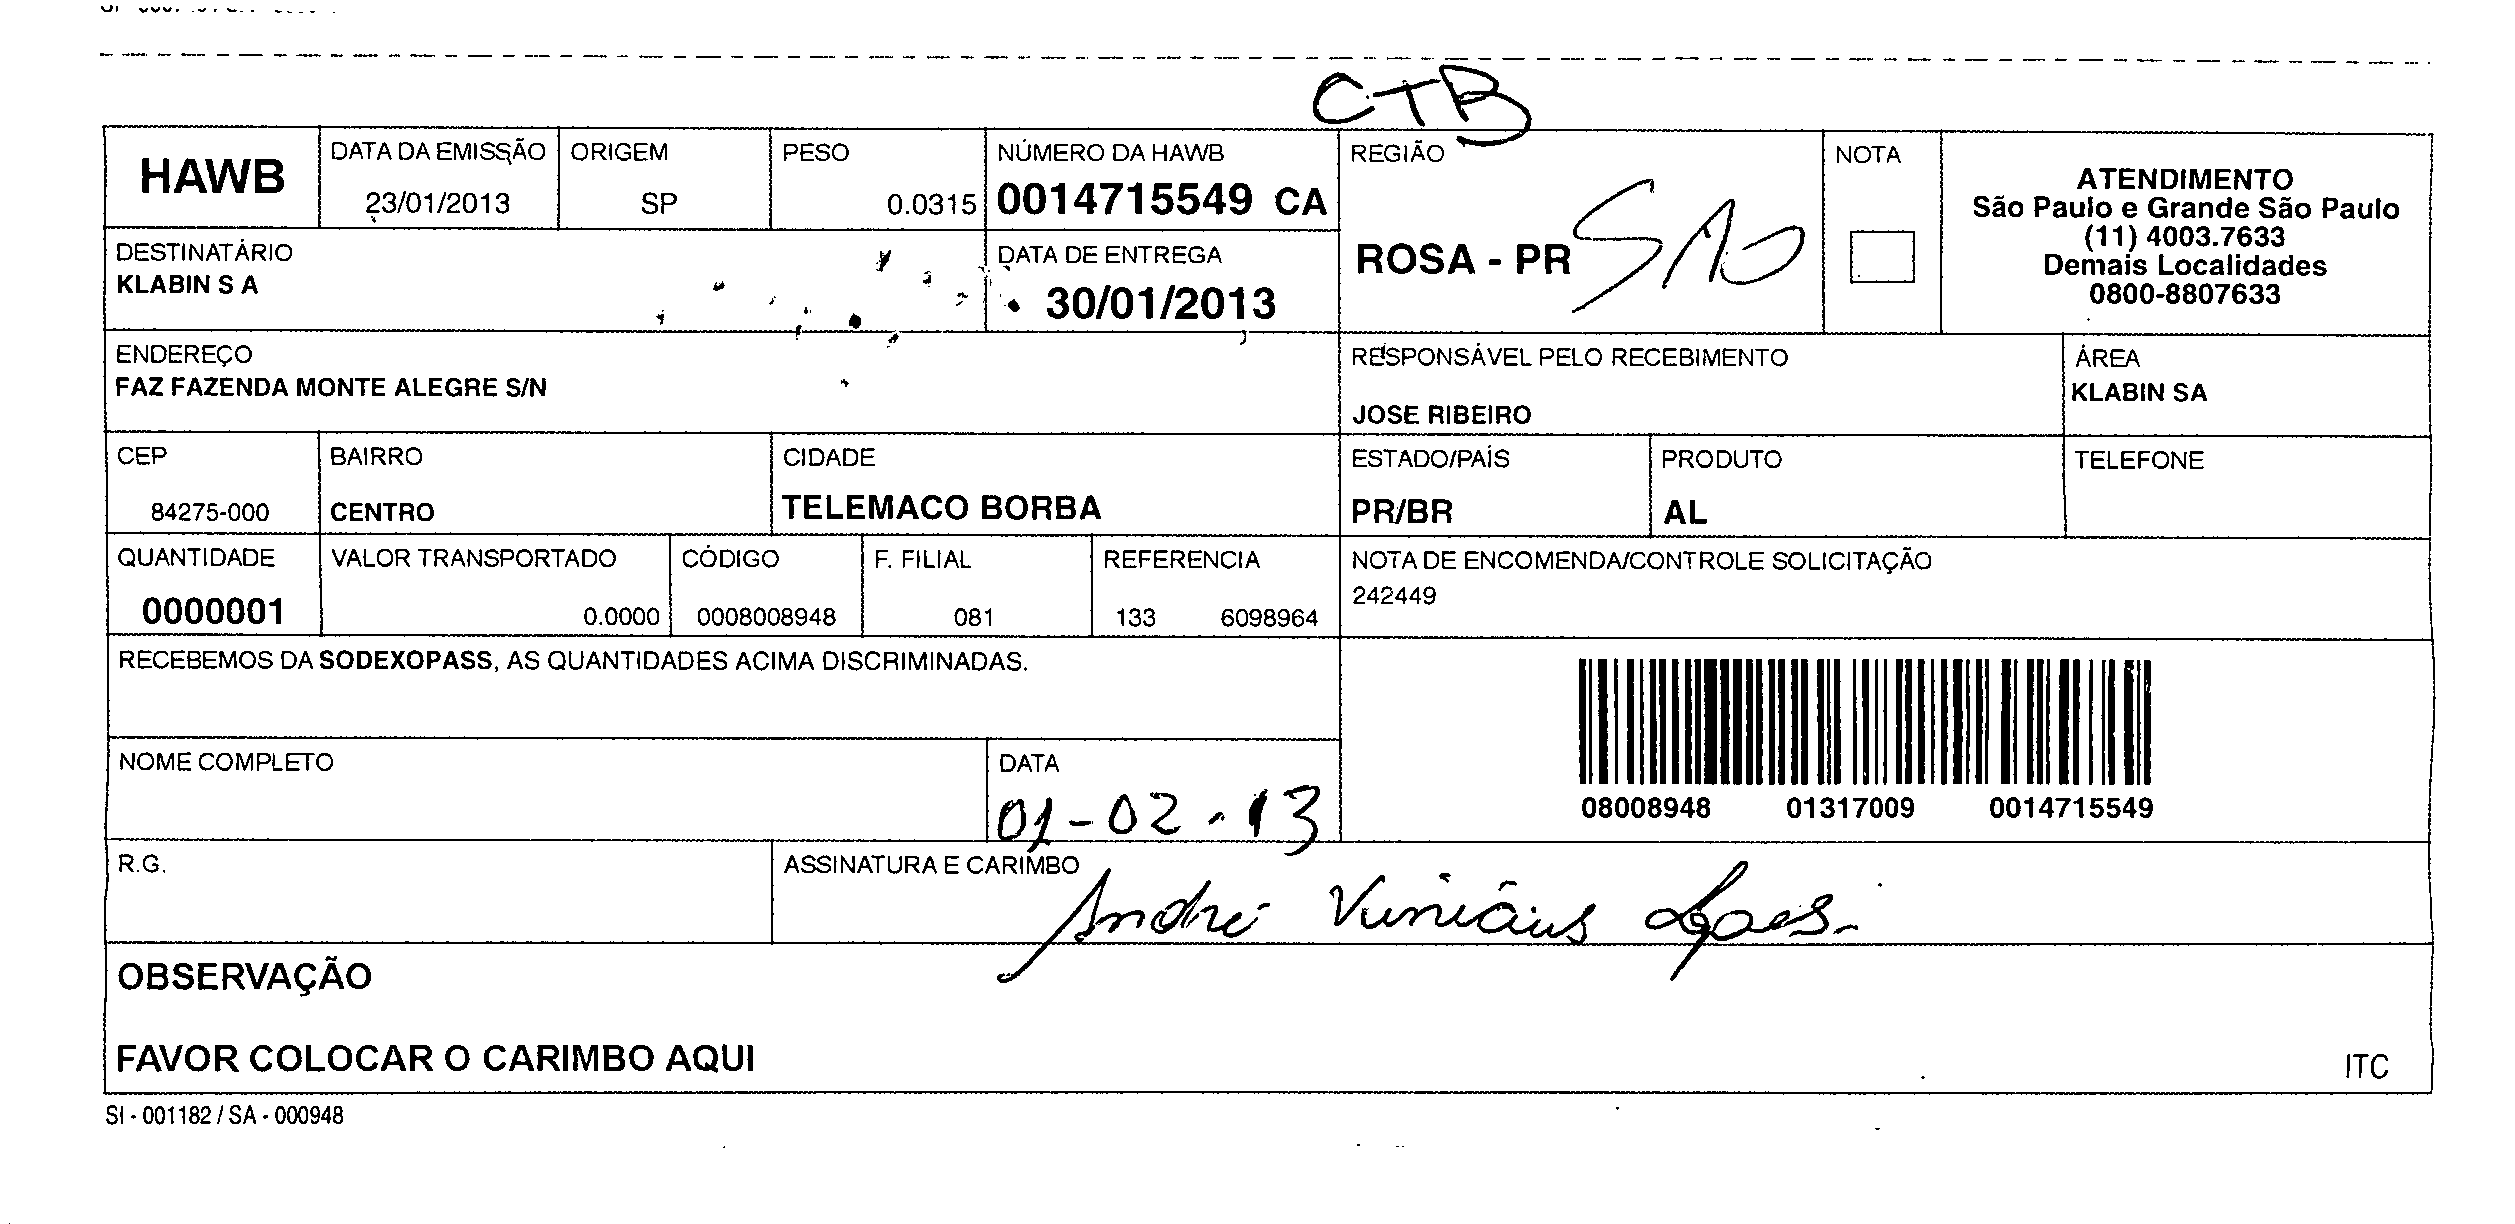 CTB
HAWB
DATA DA EMISSÃO
23/01/2013
ORIGEM
SP
PESO
0.0315
NÚMERO DA HAWB
0014715549 CA
REGIÃO
ROSA - PR
SAO
NOTA
ATENDIMENTO
São Paulo e Grande São Paulo
(11) 4003.7633
Demais Localidades
0800-8807633
DESTINATÁRIO
KLABIN S A
DATA DE ENTREGA
30/01/2013
ENDEREÇO
FAZ FAZENDA MONTE ALEGRE S/N
RESPONSÁVEL PELO RECEBIMENTO
JOSE RIBEIRO
ÁREA
KLABIN SA
CEP
84275-000
BAIRRO
CENTRO
CIDADE
TELEMACO BORBA
ESTADO/PAÍS
PR/BR
PRODUTO
AL
TELEFONE
QUANTIDADE
0000001
VALOR TRANSPORTADO
0.0000
CÓDIGO
0008008948
F. FILIAL
081
REFERENCIA
133 6098964
NOTA DE ENCOMENDA/CONTROLE SOLICITAÇÃO
242449
RECEBEMOS DA SODEXOPASS, AS QUANTIDADES ACIMA DISCRIMINADAS.
08008948 01317009 0014715549
NOME COMPLETO
DATA
01-02-13
R.G.
ASSINATURA E CARIMBO
André Vinicius Lopes
OBSERVAÇÃO
FAVOR COLOCAR O CARIMBO AQUI
ITC
SI - 001182 / SA - 000948